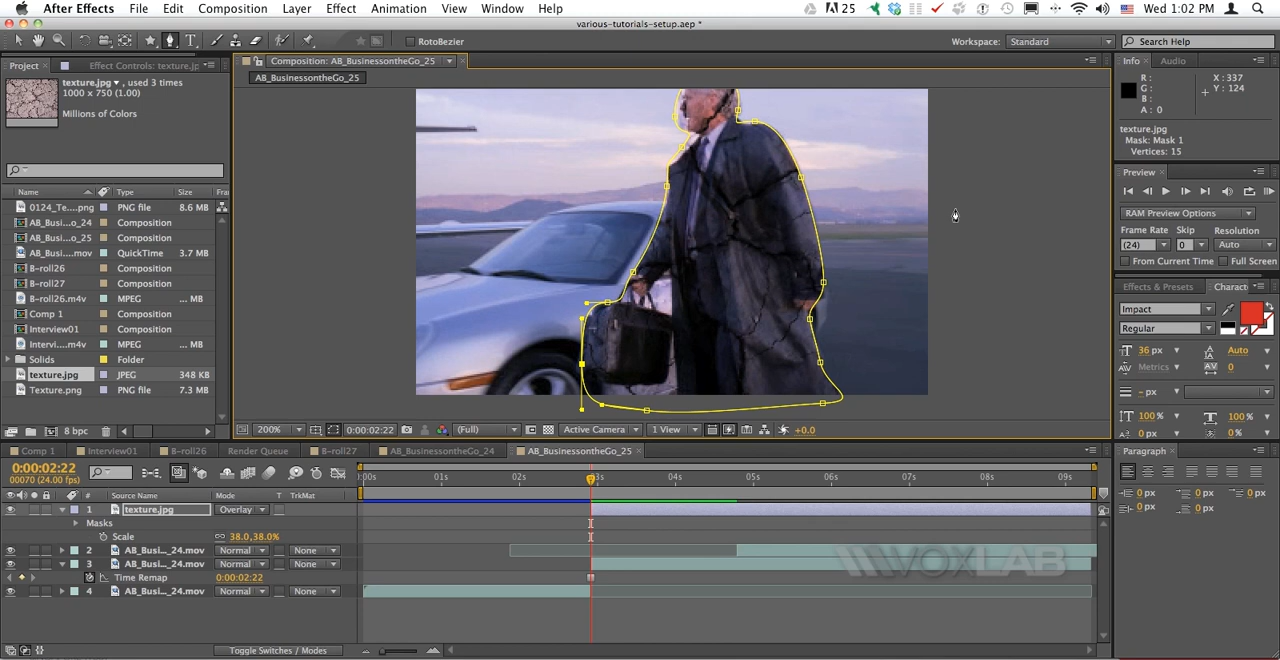 After Effects File Edit Composition Layer Effect Animation View Window Help 25 Wed 1:02 PM
various-tutorials-setup.aep *
RotoBezier Workspace: Standard Search Help
Project Effect Controls: texture.jp Composition: AB_BusinessontheGo_25 Info Audio
AB_BusinessontheGo_25
texture.jpg , used 3 times
1000 x 750 (1.00)
Millions of Colors
R : X : 337
G : Y : 124
B :
A : 0
texture.jpg
Mask: Mask 1
Vertices: 15
Preview
RAM Preview Options
Frame Rate Skip Resolution
(24) 0 Auto
From Current Time Full Screen
Name Type Size Fra
0124_Te....png PNG file 8.6 MB
AB_Busi...o_24 Composition
AB_Busi...o_25 Composition
AB_Busi....mov QuickTime 3.7 MB
B-roll26 Composition
B-roll27 Composition
B-roll26.m4v MPEG ... MB
Comp 1 Composition
Interview01 Composition
Intervi....m4v MPEG ... MB
Solids Folder
texture.jpg JPEG 348 KB
Texture.png PNG file 7.3 MB
Effects & Presets Charact
Impact
Regular
36 px Auto
Metrics 0
- px
100% 100%
0 px 0%
8 bpc 200% 0:00:02:22 (Full) Active Camera 1 View +0.0
Comp 1 Interview01 B-roll26 Render Queue B-roll27 AB_BusinessontheGo_24 AB_BusinessontheGo_25
Paragraph
0 px 0 px 0 px
0 px 0 px
0:00:02:22
00070 (24.00 fps)
0:00s 01s 02s 03s 04s 05s 06s 07s 08s 09s
# Source Name Mode T TrkMat
1 texture.jpg Overlay
Masks
Scale 38.0,38.0%
2 AB_Busi..._24.mov Normal None
3 AB_Busi..._24.mov Normal None
Time Remap 0:00:02:22
4 AB_Busi..._24.mov Normal None
VOXLAB
Toggle Switches / Modes